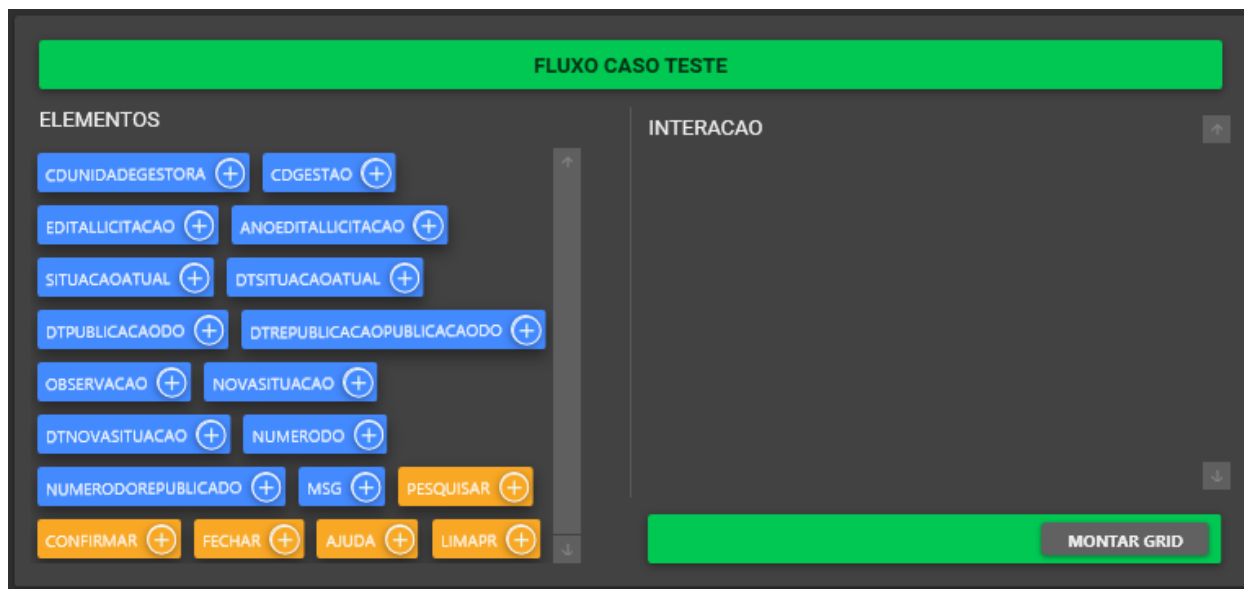 FLUXO CASO TESTE
ELEMENTOS
CDUNIDADEGESTORA CDGESTAO
EDITALLICITACAO ANOEDITALLICITACAO
SITUACAOATUAL DTSITUACAOATUAL
DTPUBLICACAODO DTREPUBLICACAOPUBLICACAODO
OBSERVACAO NOVASITUACAO
DTNOVASITUACAO NUMERODO
NUMERODOREPUBLICADO MSG PESQUISAR
CONFIRMAR FECHAR AJUDA LIMAPR
INTERACAO
MONTAR GRID